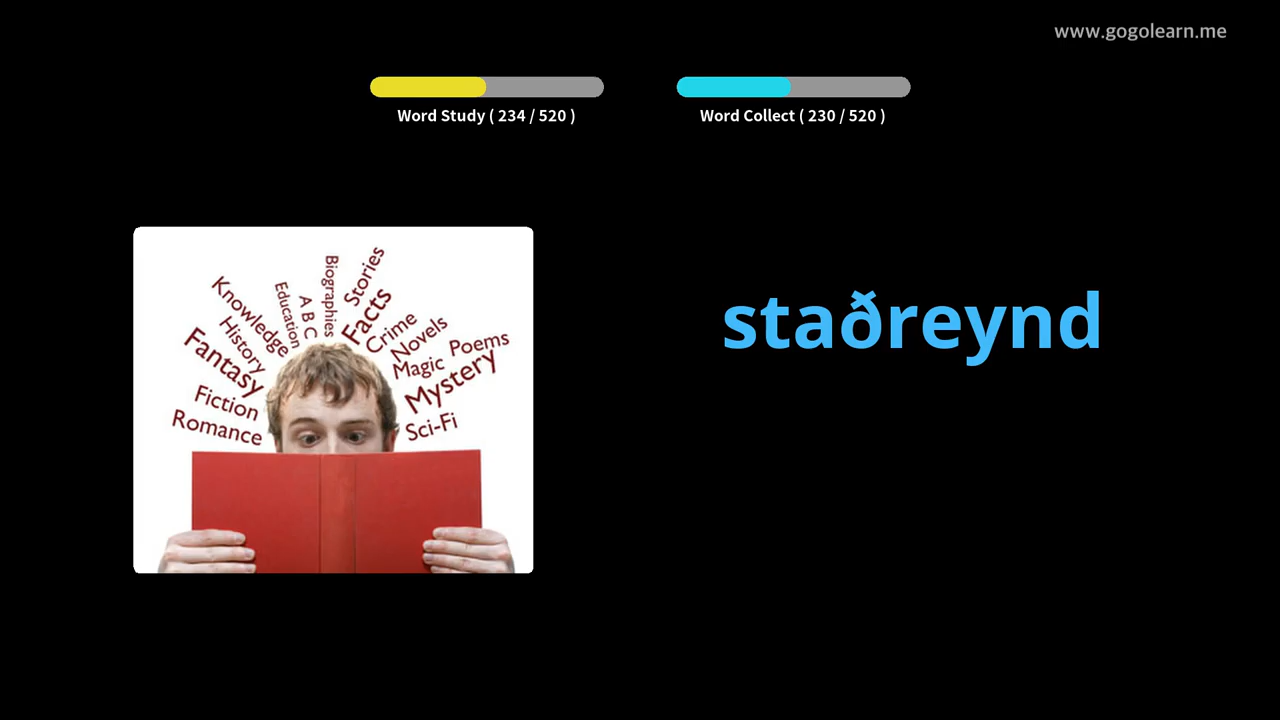 www.gogolearn.me
Word Study ( 234 / 520 )
Word Collect ( 230 / 520 )
staðreynd
Knowledge
Education
A B C
Biographies
Stories
Facts
Crime
Novels
Poems
History
Magic
Fantasy
Mystery
Fiction
Romance
Sci-Fi